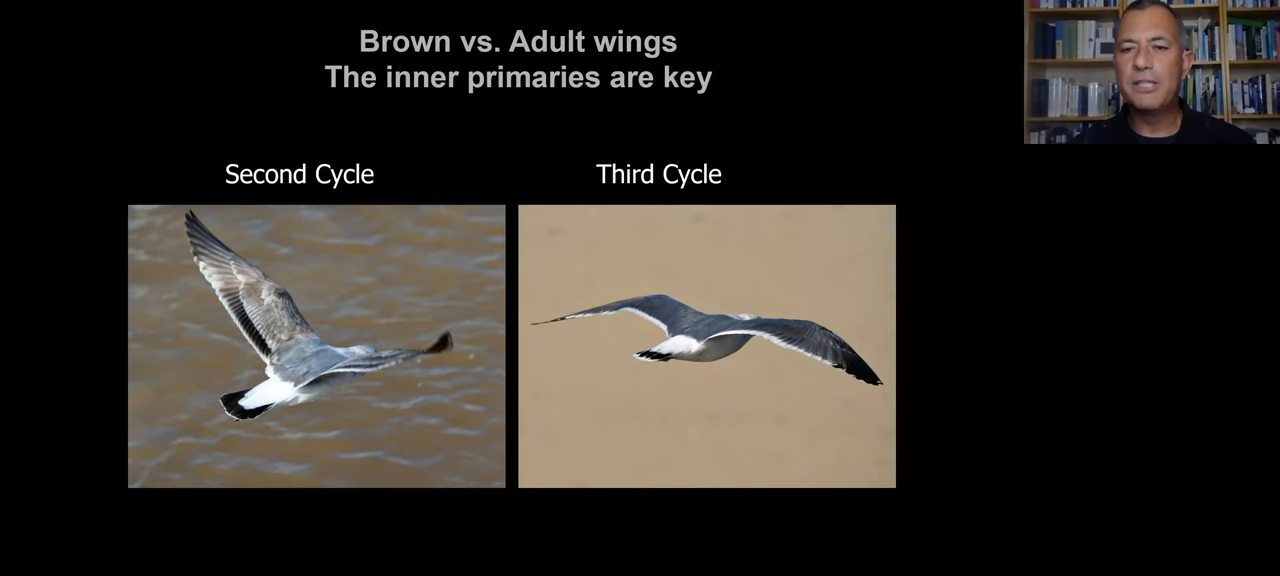 Brown vs. Adult wings
The inner primaries are key
Second Cycle
Third Cycle